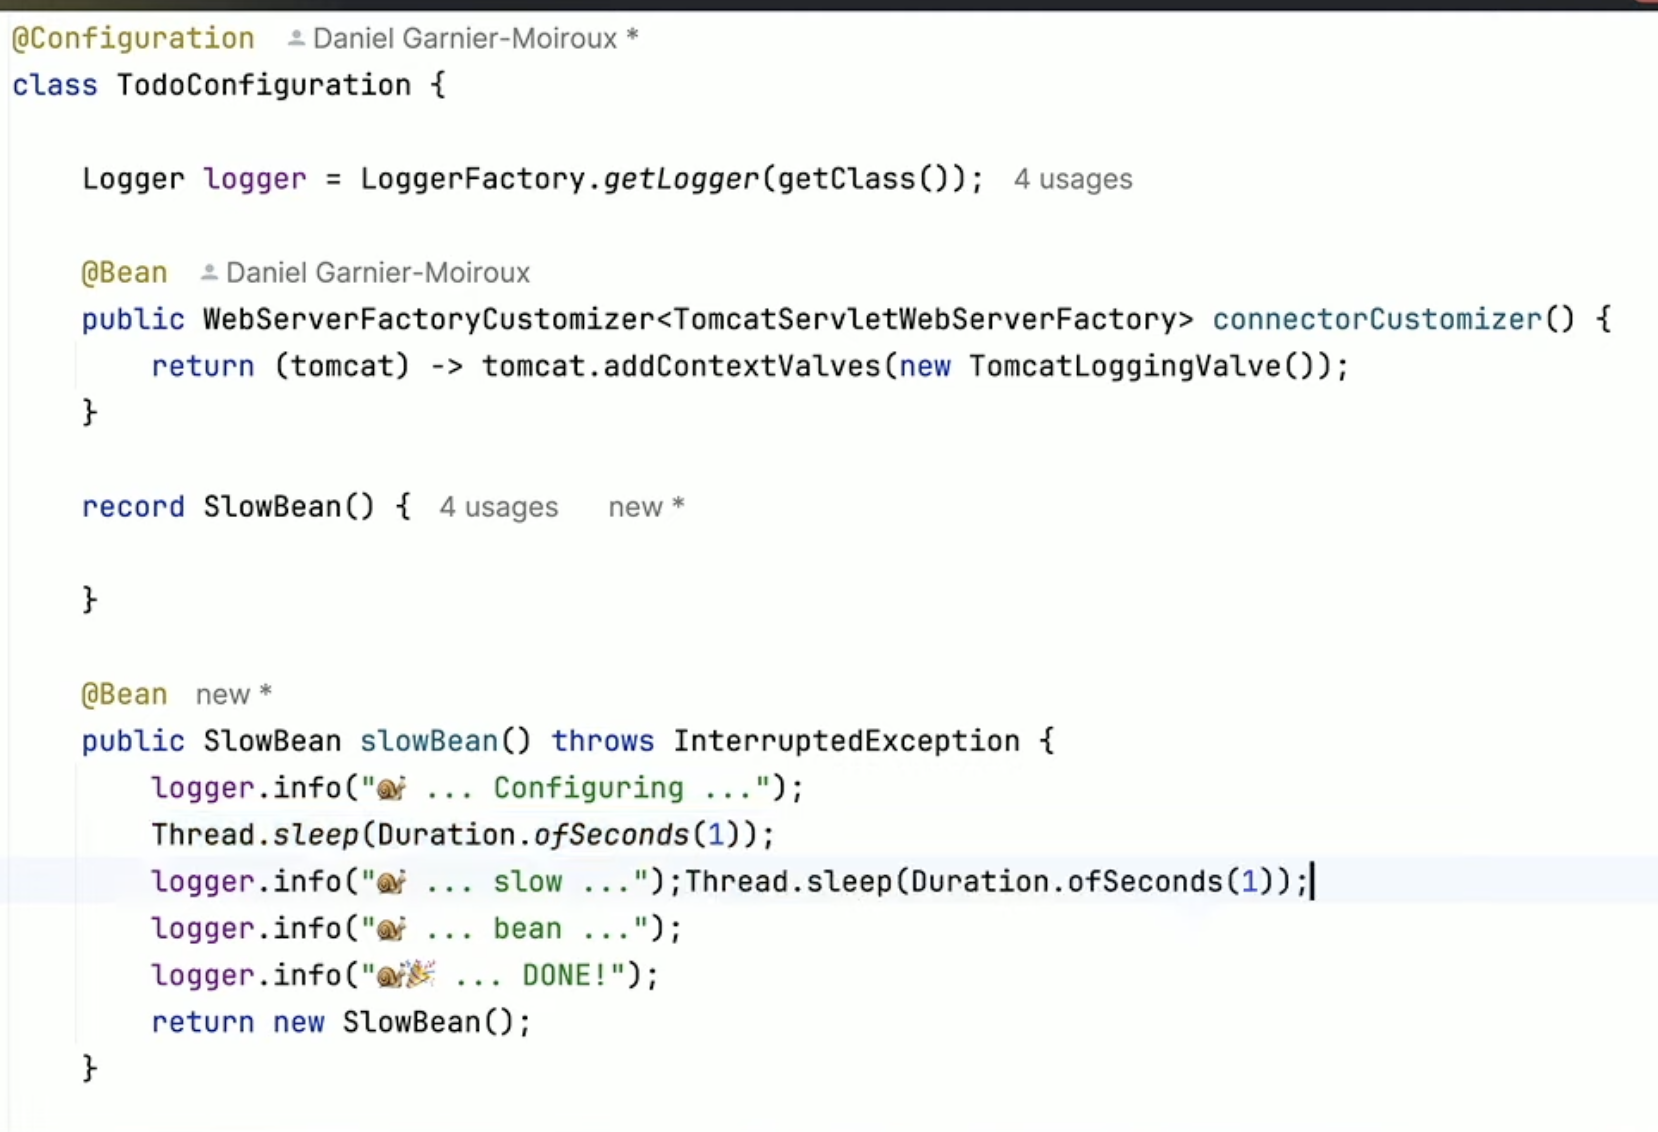 @Configuration Daniel Garnier-Moiroux *
class TodoConfiguration {
Logger logger = LoggerFactory.getLogger(getClass()); 4 usages
@Bean Daniel Garnier-Moiroux
public WebServerFactoryCustomizer<TomcatServletWebServerFactory> connectorCustomizer() {
return (tomcat) -> tomcat.addContextValves(new TomcatLoggingValve());
}
record SlowBean() { 4 usages new *
}
@Bean new *
public SlowBean slowBean() throws InterruptedException {
logger.info("🐌 ... Configuring ...");
Thread.sleep(Duration.ofSeconds(1));
logger.info("🐌 ... slow ...");Thread.sleep(Duration.ofSeconds(1));
logger.info("🐌 ... bean ...");
logger.info("🐌🎉 ... DONE!");
return new SlowBean();
}